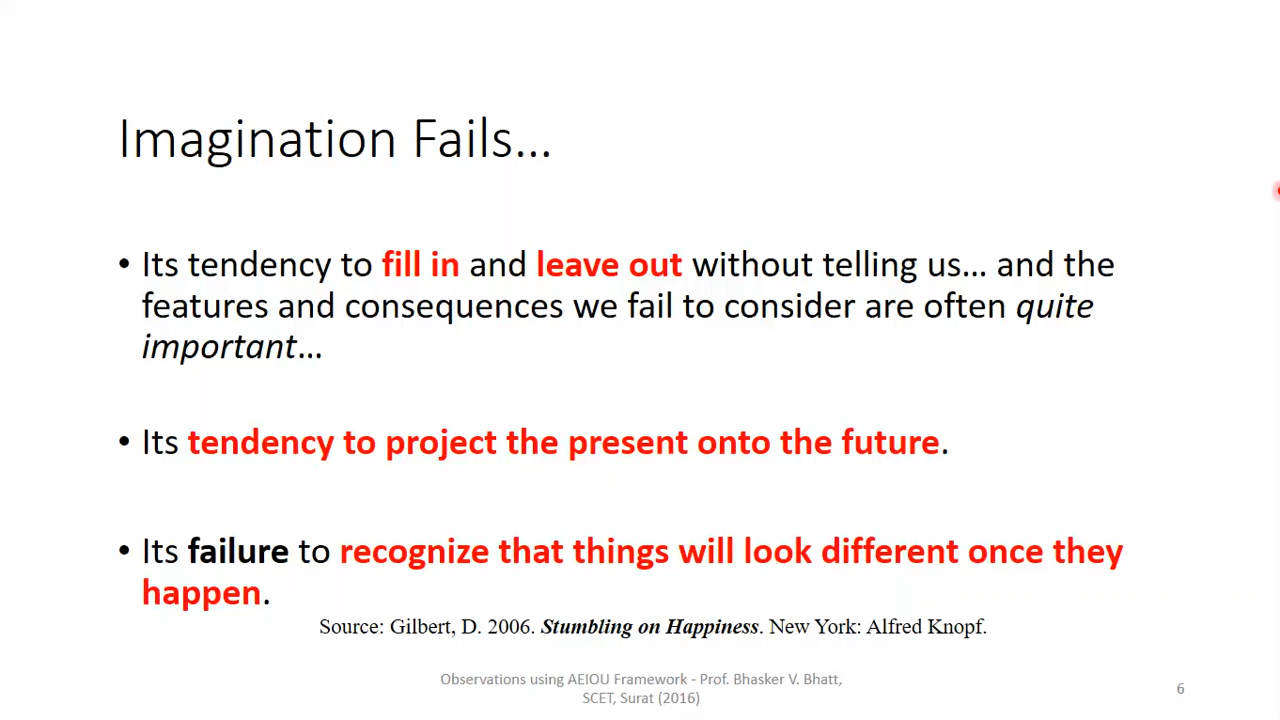 Imagination Fails...
• Its tendency to fill in and leave out without telling us... and the
features and consequences we fail to consider are often quite
important...
• Its tendency to project the present onto the future.
• Its failure to recognize that things will look different once they
happen.
Source: Gilbert, D. 2006. Stumbling on Happiness. New York: Alfred Knopf.
Observations using AEIOU Framework - Prof. Bhasker V. Bhatt,
SCET, Surat (2016)
6